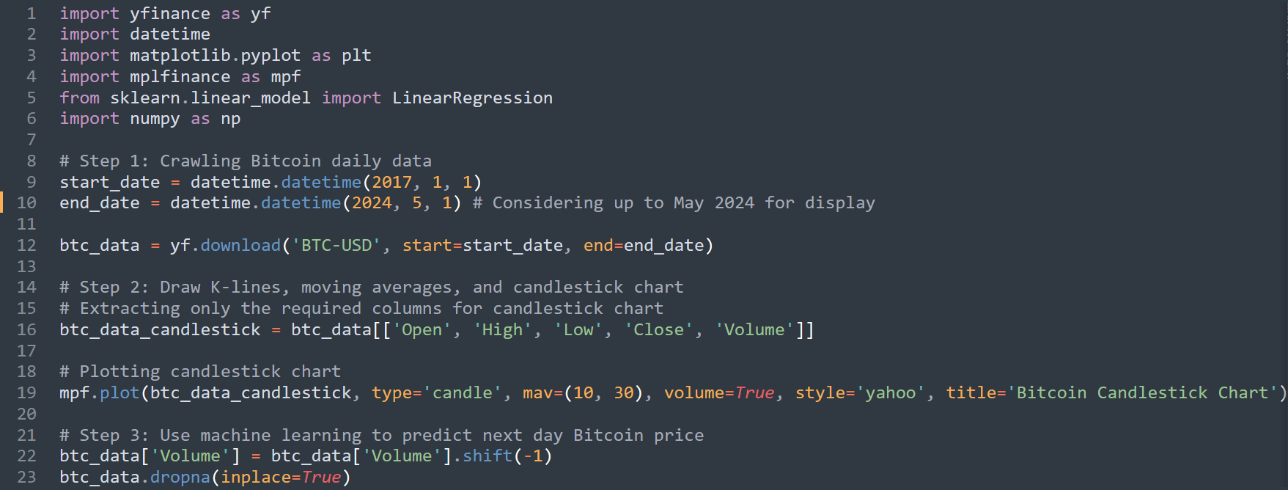 1 import yfinance as yf
2 import datetime
3 import matplotlib.pyplot as plt
4 import mplfinance as mpf
5 from sklearn.linear_model import LinearRegression
6 import numpy as np
7
8 # Step 1: Crawling Bitcoin daily data
9 start_date = datetime.datetime(2017, 1, 1)
10 end_date = datetime.datetime(2024, 5, 1) # Considering up to May 2024 for display
11
12 btc_data = yf.download('BTC-USD', start=start_date, end=end_date)
13
14 # Step 2: Draw K-lines, moving averages, and candlestick chart
15 # Extracting only the required columns for candlestick chart
16 btc_data_candlestick = btc_data[['Open', 'High', 'Low', 'Close', 'Volume']]
17
18 # Plotting candlestick chart
19 mpf.plot(btc_data_candlestick, type='candle', mav=(10, 30), volume=True, style='yahoo', title='Bitcoin Candlestick Chart')
20
21 # Step 3: Use machine learning to predict next day Bitcoin price
22 btc_data['Volume'] = btc_data['Volume'].shift(-1)
23 btc_data.dropna(inplace=True)